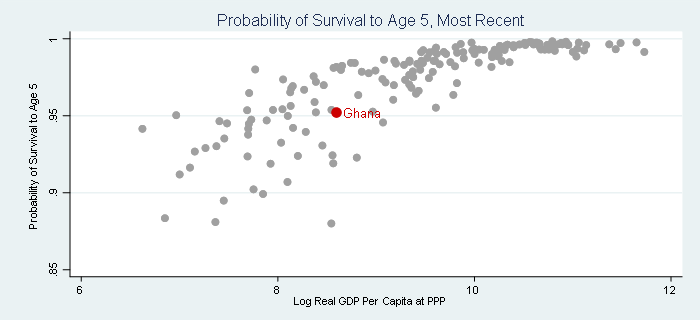 Probability of Survival to Age 5, Most Recent
Probability of Survival to Age 5
1
.95
.9
.85
Ghana
6 8 10 12
Log Real GDP Per Capita at PPP